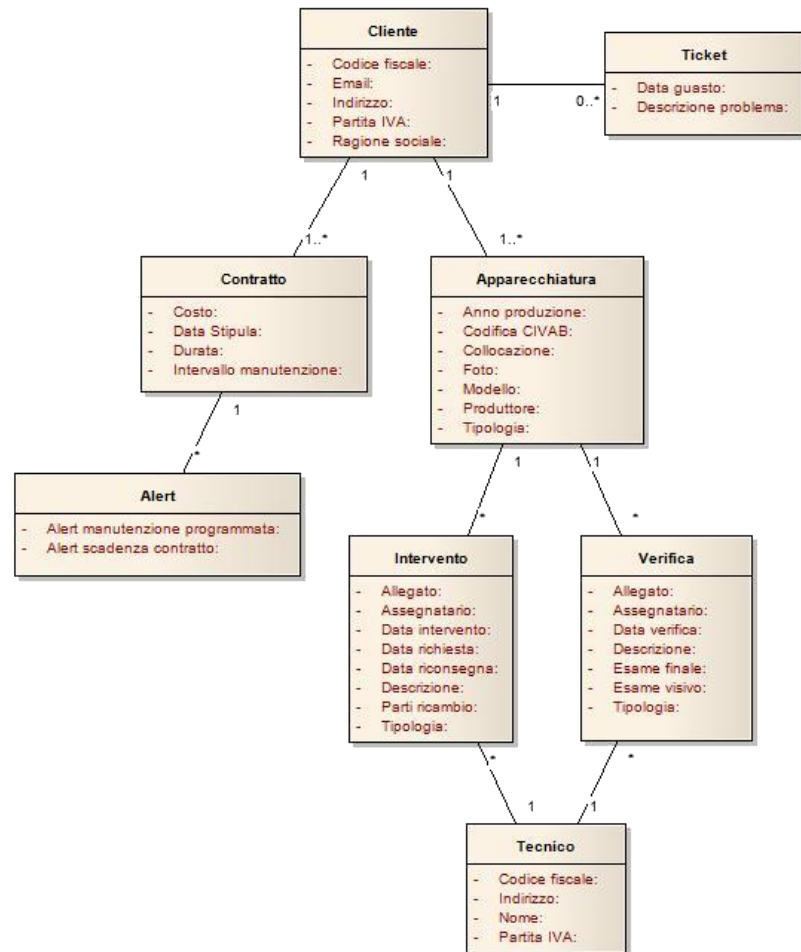 Cliente
- Codice fiscale:
- Email:
- Indirizzo:
- Partita IVA:
- Ragione sociale:
Ticket
- Data guasto:
- Descrizione problema:
1
0..*
1
1
1..*
1..*
Contratto
- Costo:
- Data Stipula:
- Durata:
- Intervallo manutenzione:
Apparecchiatura
- Anno produzione:
- Codifica CIVAB:
- Collocazione:
- Foto:
- Modello:
- Produttore:
- Tipologia:
1
*
Alert
- Alert manutenzione programmata:
- Alert scadenza contratto:
1
1
*
*
Intervento
- Allegato:
- Assegnatario:
- Data intervento:
- Data richiesta:
- Data riconsegna:
- Descrizione:
- Parti ricambio:
- Tipologia:
Verifica
- Allegato:
- Assegnatario:
- Data verifica:
- Descrizione:
- Esame finale:
- Esame visivo:
- Tipologia:
*
*
1
1
Tecnico
- Codice fiscale:
- Indirizzo:
- Nome:
- Partita IVA: